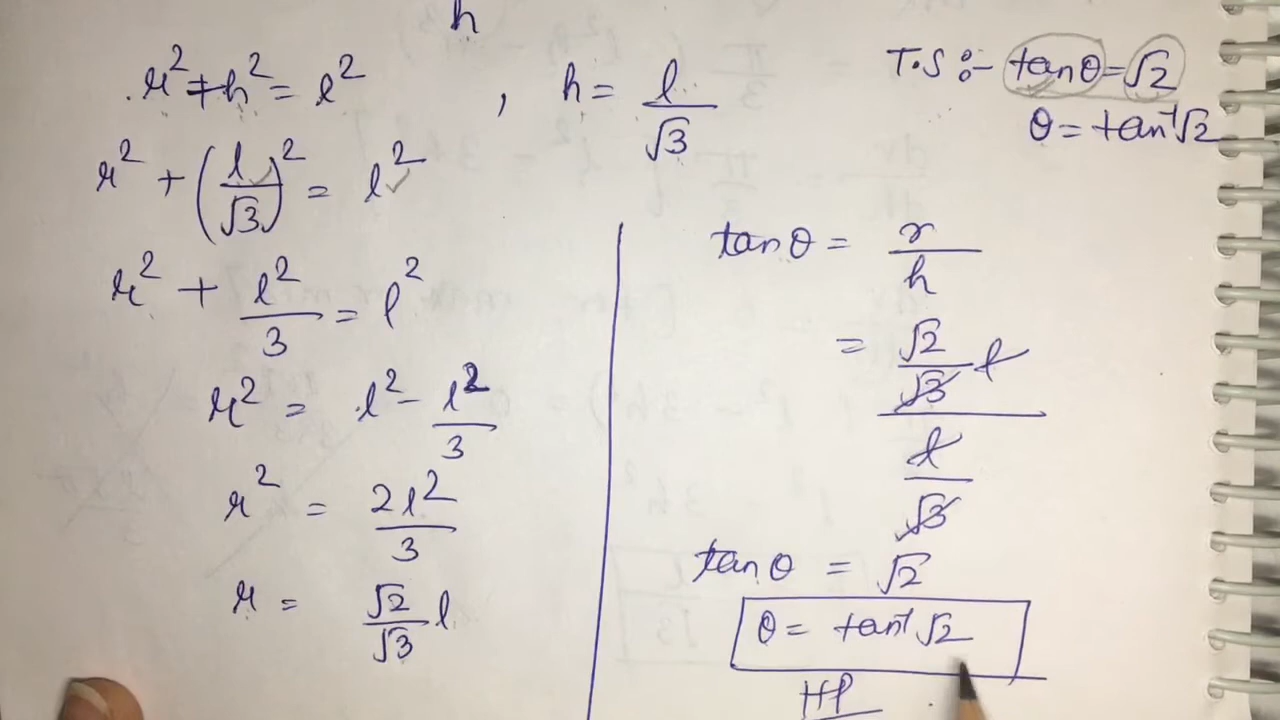 h
r² + h² = l² , h = l/√3
T.S :- tanθ = √2
θ = tan⁻¹√2
r² + (l/√3)² = l²
r² + l²/3 = l²
r² = l² - l²/3
r² = 2l²/3
r = √2/√3 l
tanθ = r/h
= (√2/√3 l)/(l/√3)
tanθ = √2
θ = tan⁻¹√2
HP